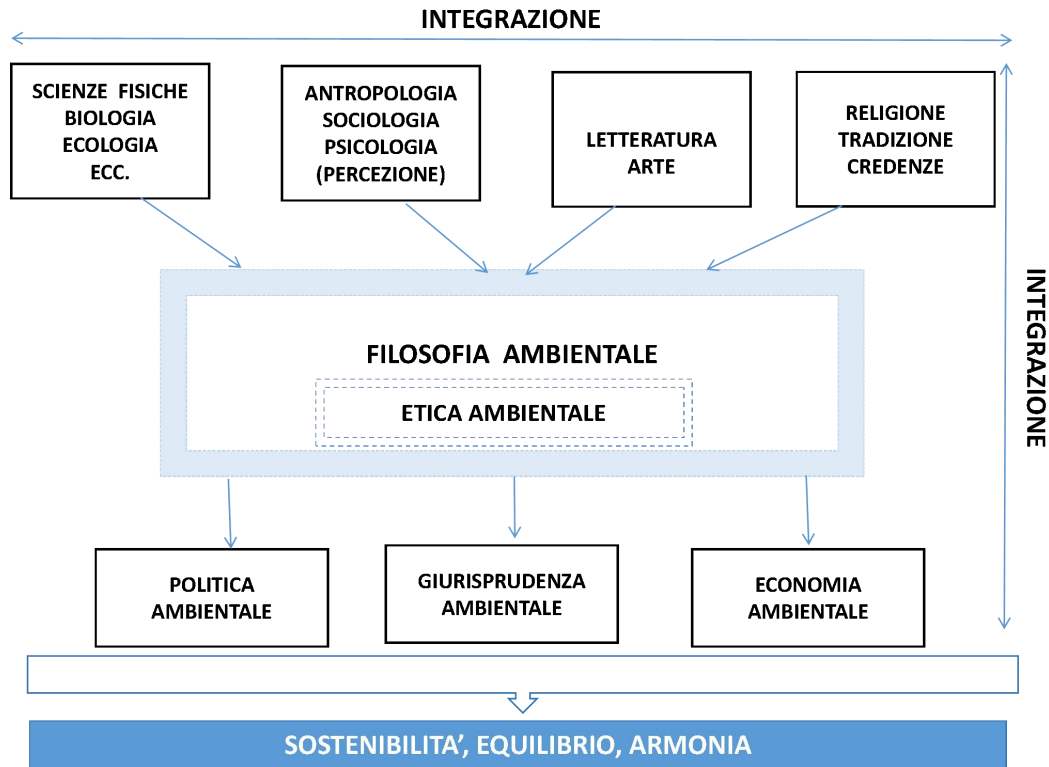 INTEGRAZIONE
SCIENZE FISICHE
BIOLOGIA
ECOLOGIA
ECC.
ANTROPOLOGIA
SOCIOLOGIA
PSICOLOGIA
(PERCEZIONE)
LETTERATURA
ARTE
RELIGIONE
TRADIZIONE
CREDENZE
INTEGRAZIONE
FILOSOFIA AMBIENTALE
ETICA AMBIENTALE
POLITICA
AMBIENTALE
GIURISPRUDENZA
AMBIENTALE
ECONOMIA
AMBIENTALE
SOSTENIBILITA’, EQUILIBRIO, ARMONIA